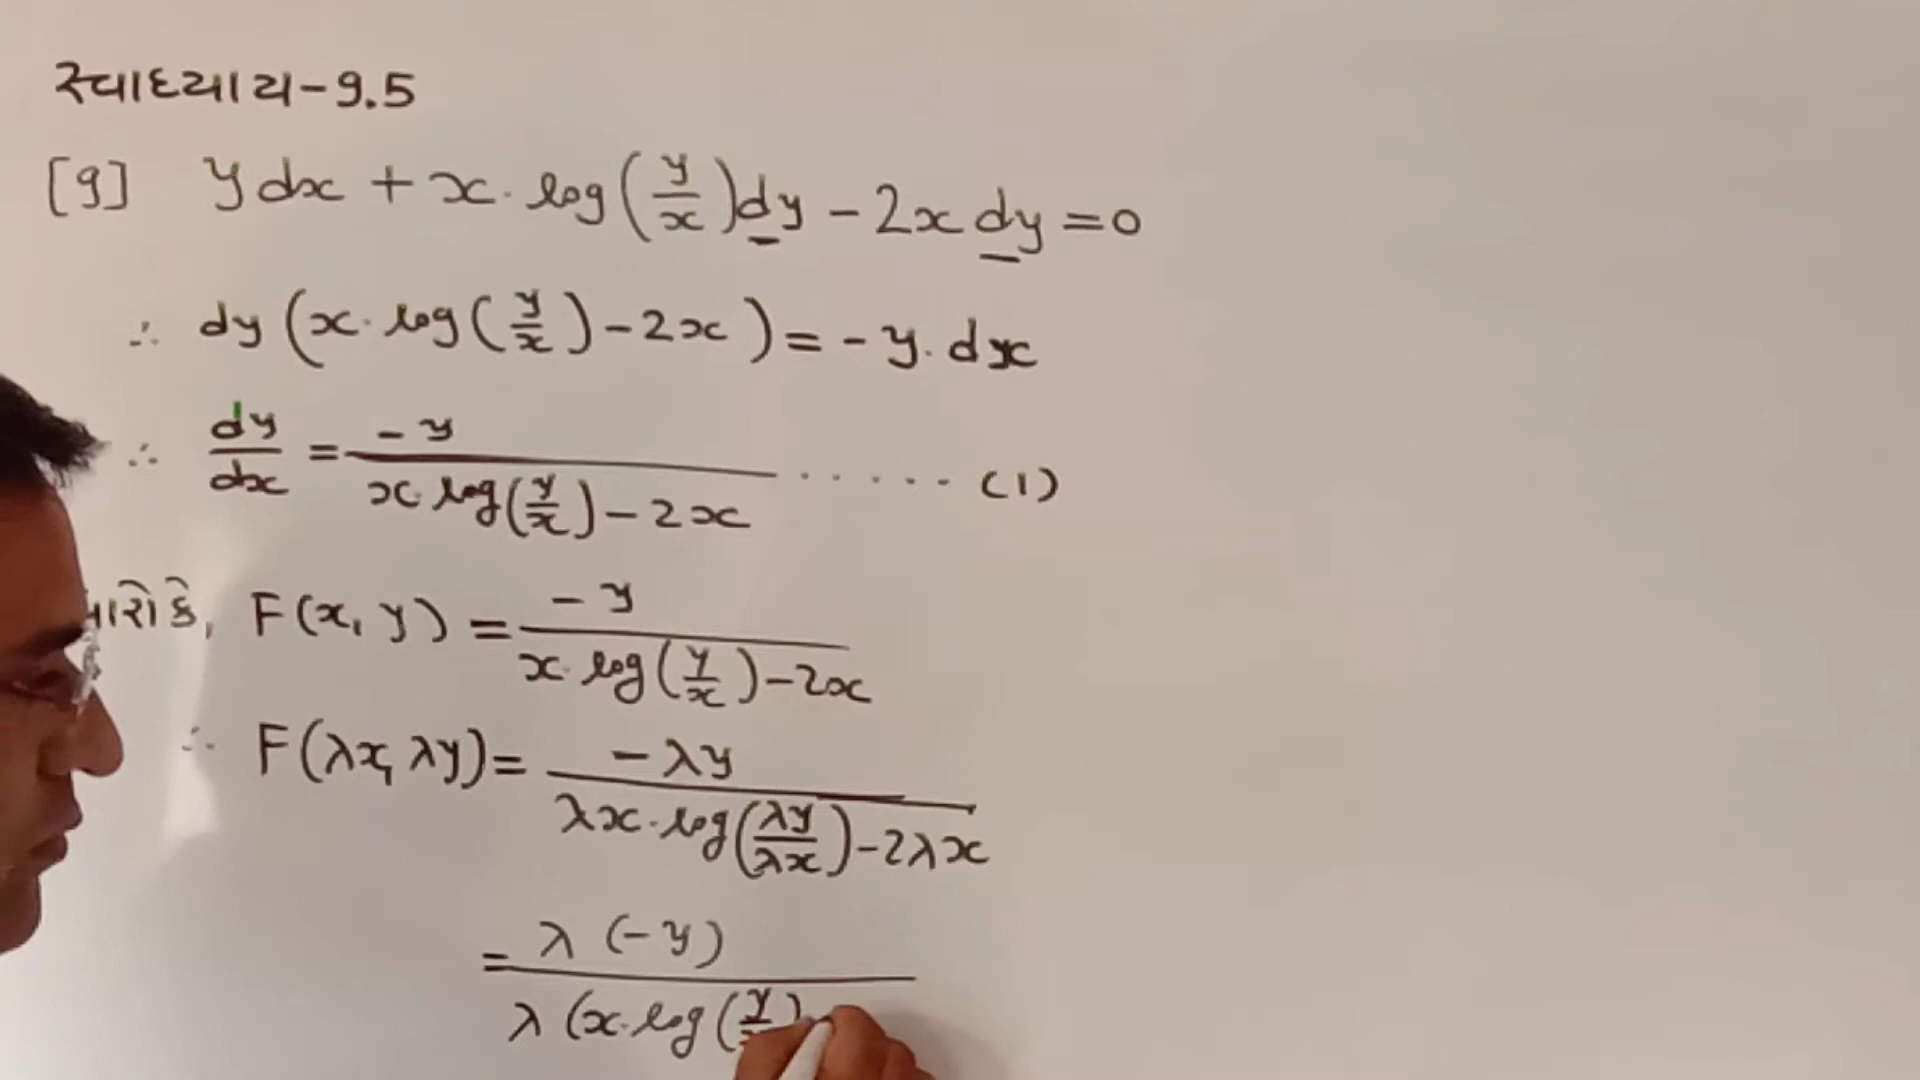 સ્વાધ્યાય-9.5
[9] y dx + x · log(y/x) dy - 2x dy = 0
∴ dy (x · log(y/x) - 2x) = - y · dx
∴ dy/dx = -y / (x log(y/x) - 2x) ..... (1)
F(x, y) = -y / (x · log(y/x) - 2x)
∴ F(λx, λy) = -λy / (λx · log(λy/λx) - 2λx)
= λ (-y) / λ (x · log(y/